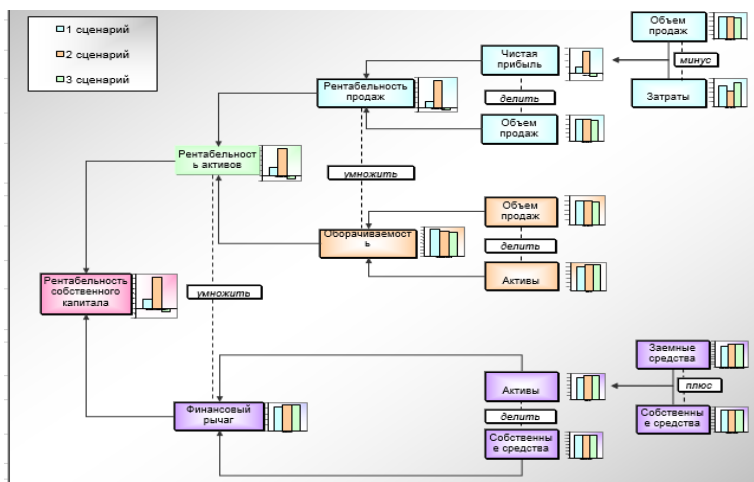 1 сценарий
2 сценарий
3 сценарий
Объем
продаж
минус
Затраты
Чистая
прибыль
делить
Объем
продаж
Рентабельность
продаж
Рентабельност
ь активов
умножить
Объем
продаж
делить
Активы
Оборачиваемост
ь
Рентабельность
собственного
капитала
умножить
Заемные
средства
плюс
Собственны
е средства
Активы
делить
Собственны
е средства
Финансовый
рычаг